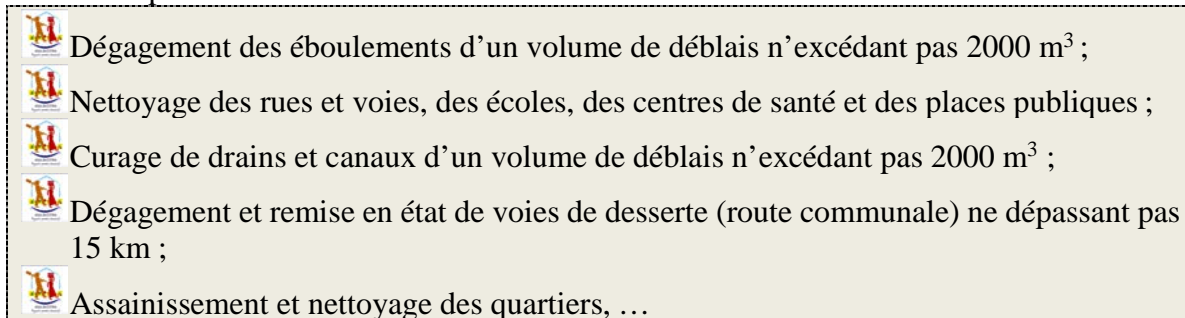 Dégagement des éboulements d’un volume de déblais n’excédant pas 2000 m³ ;
Nettoyage des rues et voies, des écoles, des centres de santé et des places publiques ;
Curage de drains et canaux d’un volume de déblais n’excédant pas 2000 m³ ;
Dégagement et remise en état de voies de desserte (route communale) ne dépassant pas
15 km ;
Assainissement et nettoyage des quartiers, …